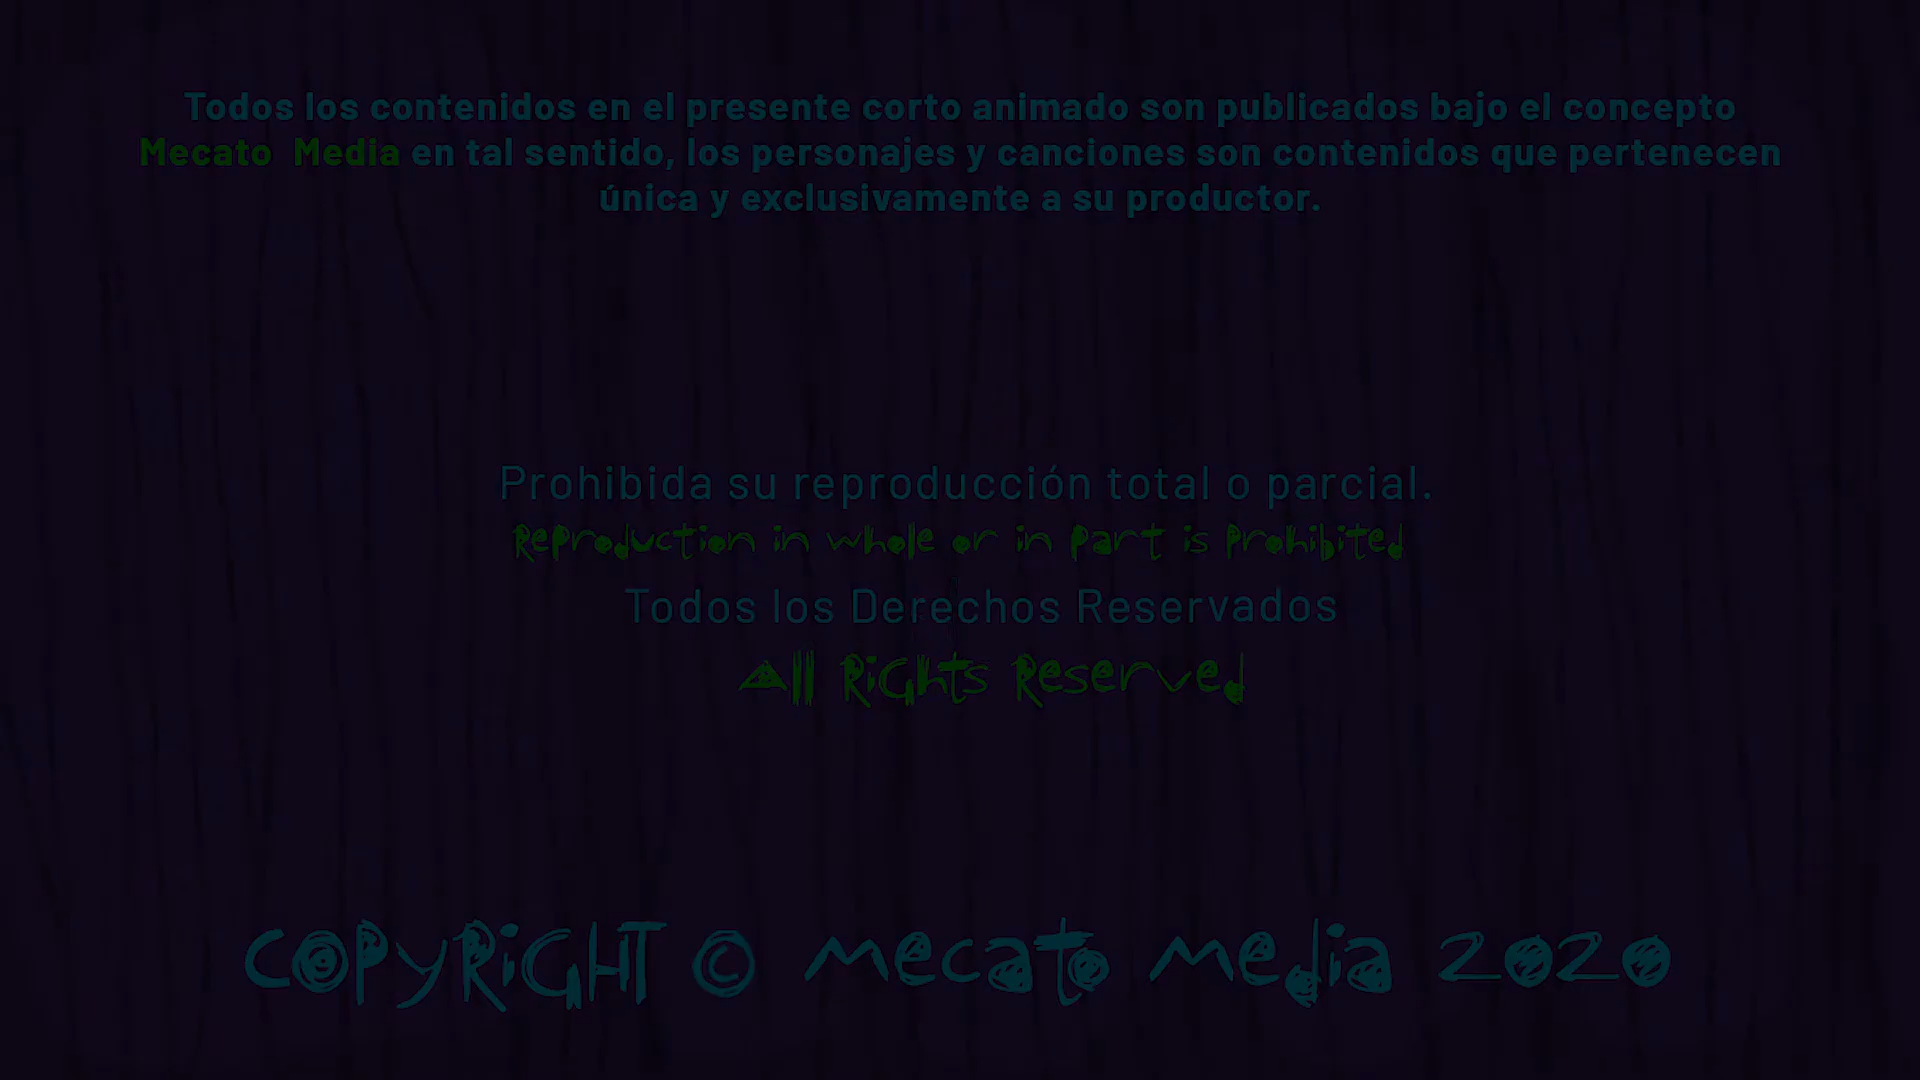 Todos los contenidos en el presente corto animado son publicados bajo el concepto
Mecato Media en tal sentido, los personajes y canciones son contenidos que pertenecen
única y exclusivamente a su productor.
Prohibida su reproducción total o parcial.
Reproduction in whole or in Part is Prohibited
Todos los Derechos Reservados
All Rights Reserved
COPYRIGHT © Mecato Media 2020